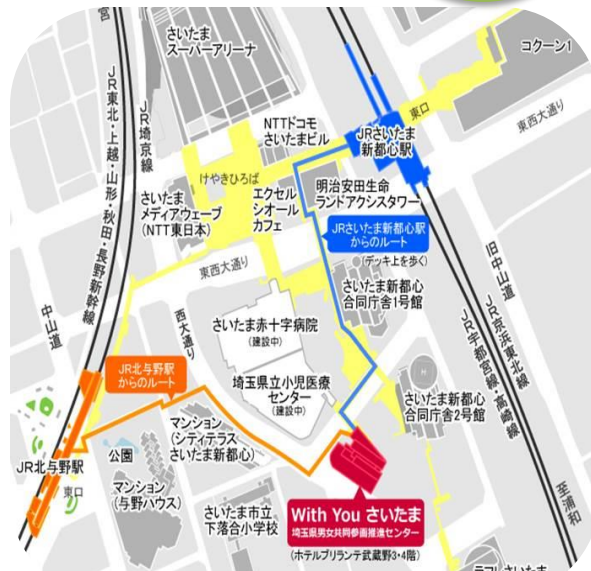 宮
さいたま
スーパーアリーナ
コクーン1
JR東北・上越・山形・秋田・長野新幹線
JR埼京線
NTTドコモ
さいたまビル
東口
JRさいたま
新都心駅
東西大通り
けやきひろば
さいたま
メディアウェーブ
(NTT東日本)
エクセル
シオール
カフェ
明治安田生命
ランドアクシスタワー
JRさいたま新都心駅
からのルート
(デッキ上を歩く)
旧中山道
東西大通り
さいたま新都心
合同庁舎1号館
中山道
西大通り
さいたま赤十字病院
(建設中)
JR京浜東北線
JR宇都宮線・高崎線
JR北与野駅
からのルート
埼玉県立小児医療
センター
(建設中)
さいたま新都心
合同庁舎2号館
マンション
(シティテラス
さいたま新都心)
公園
JR北与野駅
東口
マンション
(与野ハウス)
さいたま市立
下落合小学校
With You さいたま
埼玉県男女共同参画推進センター
(ホテルブリランテ武蔵野3・4階)
至浦和